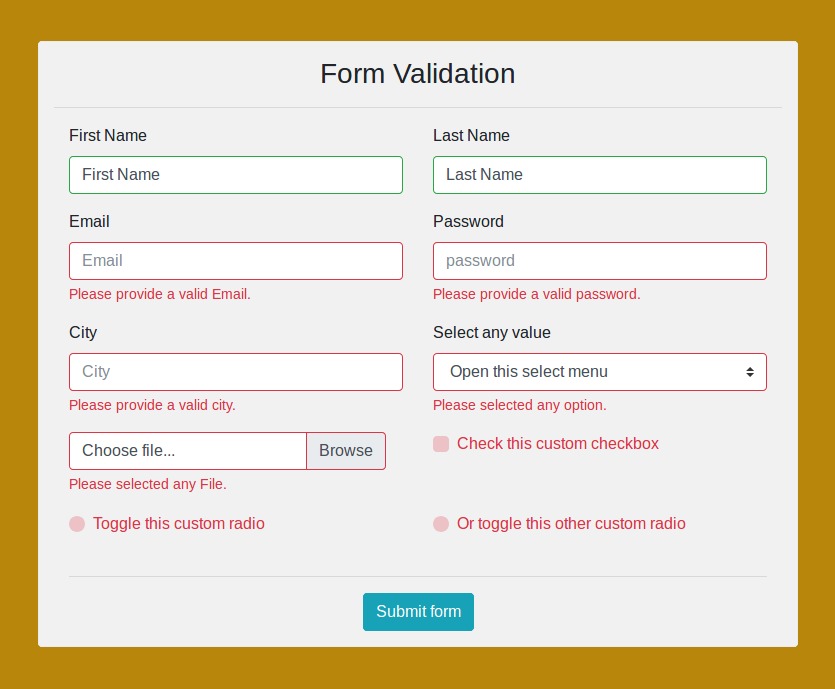 Form Validation
First Name
Last Name
First Name
Last Name
Email
Password
Email
password
Please provide a valid Email.
Please provide a valid password.
City
Select any value
City
Open this select menu
Please provide a valid city.
Please selected any option.
Choose file...
Browse
Check this custom checkbox
Please selected any File.
Toggle this custom radio
Or toggle this other custom radio
Submit form